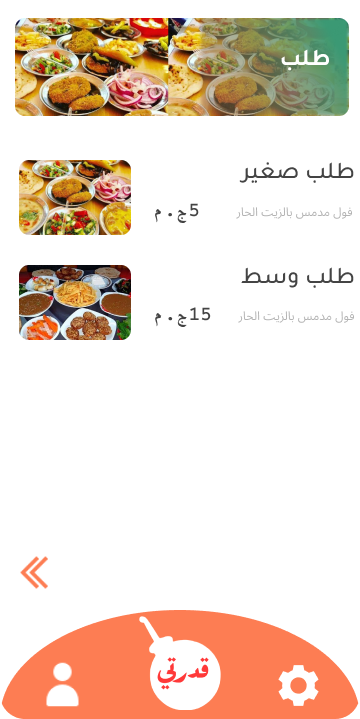 طلب
طلب صغير
فول مدمس بالزيت الحار
5ج.م
طلب وسط
فول مدمس بالزيت الحار
15ج.م
قدرتي